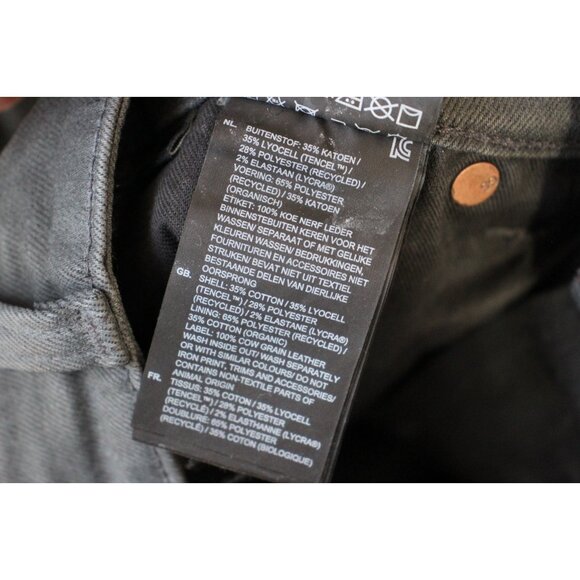 NL. BUITENSTOF: 35% KATOEN /
35% LYOCELL (TENCEL™) /
28% POLYESTER (RECYCLED) /
2% ELASTAAN (LYCRA®)
VOERING: 65% POLYESTER
(RECYCLED) / 35% KATOEN
(ORGANISCH)
ETIKET: 100% KOE NERF LEDER
BINNENSTEBUITEN KEREN VOOR HET
WASSEN/ SEPARAAT OF MET GELIJKE
KLEUREN WASSEN/ BEDRUKKINGEN,
FOURNITUREN EN ACCESSOIRES NIET
STRIJKEN/ BEVAT NIET UIT TEXTIEL
BESTAANDE DELEN VAN DIERLIJKE
OORSPRONG
GB. SHELL: 35% COTTON / 35% LYOCELL
(TENCEL™) / 28% POLYESTER
(RECYCLED) / 2% ELASTANE (LYCRA®)
LINING: 65% POLYESTER (RECYCLED) /
35% COTTON (ORGANIC)
LABEL: 100% COW GRAIN LEATHER
WASH INSIDE OUT/ WASH SEPARATELY
OR WITH SIMILAR COLOURS/ DO NOT
IRON PRINT, TRIMS AND ACCESSORIES/
CONTAINS NON-TEXTILE PARTS OF
ANIMAL ORIGIN
FR. TISSUS: 35% COTON / 35% LYOCELL
(TENCEL™) / 28% POLYESTER
(RECYCLÉ) / 2% ELASTHANNE (LYCRA®)
DOUBLURE: 65% POLYESTER
(RECYCLÉ) / 35% COTON (BIOLOGIQUE)